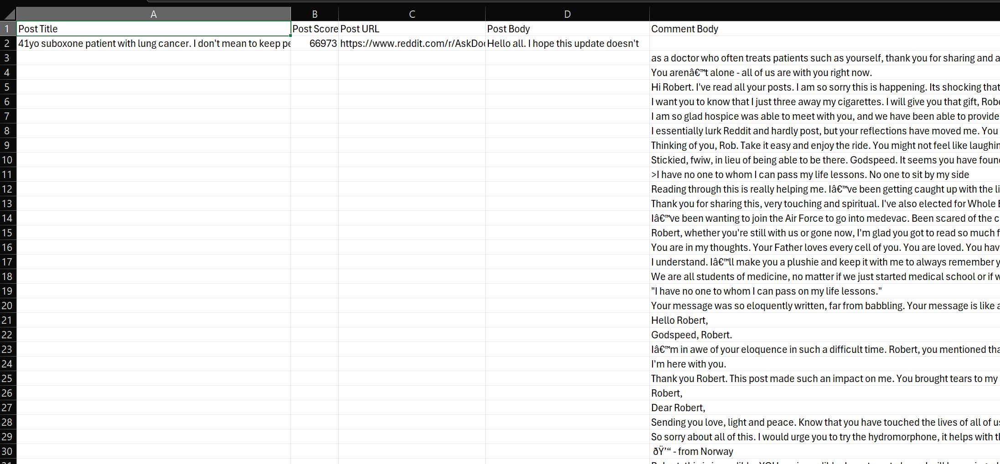 A B C D
1 Post Title Post Score Post URL Post Body Comment Body
2 41yo suboxone patient with lung cancer. I don't mean to keep pe 66973 https://www.reddit.com/r/AskDoc Hello all. I hope this update doesn't
3 as a doctor who often treats patients such as yourself, thank you for sharing and a
4 You arenâ€™t alone - all of us are with you right now.
5 Hi Robert. I've read all your posts. I am so sorry this is happening. Its shocking that
6 I want you to know that I just three away my cigarettes. I will give you that gift, Robe
7 I am so glad hospice was able to meet with you, and we have been able to provide
8 I essentially lurk Reddit and hardly post, but your reflections have moved me. You
9 Thinking of you, Rob. Take it easy and enjoy the ride. You might not feel like laughin
10 Stickied, fwiw, in lieu of being able to be there. Godspeed. It seems you have foun
11 >I have no one to whom I can pass my life lessons. No one to sit by my side
12 Reading through this is really helping me. Iâ€™ve been getting caught up with the li
13 Thank you for sharing this, very touching and spiritual. I've also elected for Whole B
14 Iâ€™ve been wanting to join the Air Force to go into medevac. Been scared of the c
15 Robert, whether you're still with us or gone now, I'm glad you got to read so much f
16 You are in my thoughts. Your Father loves every cell of you. You are loved. You hav
17 I understand. Iâ€™ll make you a plushie and keep it with me to always remember y
18 We are all students of medicine, no matter if we just started medical school or if w
19 "I have no one to whom I can pass on my life lessons."
20 Your message was so eloquently written, far from babbling. Your message is like a
21 Hello Robert,
22 Godspeed, Robert.
23 Iâ€™m in awe of your eloquence in such a difficult time. Robert, you mentioned tha
24 I'm here with you.
25 Thank you Robert. This post made such an impact on me. You brought tears to my
26 Robert,
27 Dear Robert,
28 Sending you love, light and peace. Know that you have touched the lives of all of us
29 So sorry about all of this. I would urge you to try the hydromorphone, it helps with th
30 ðŸ’“ - from Norway